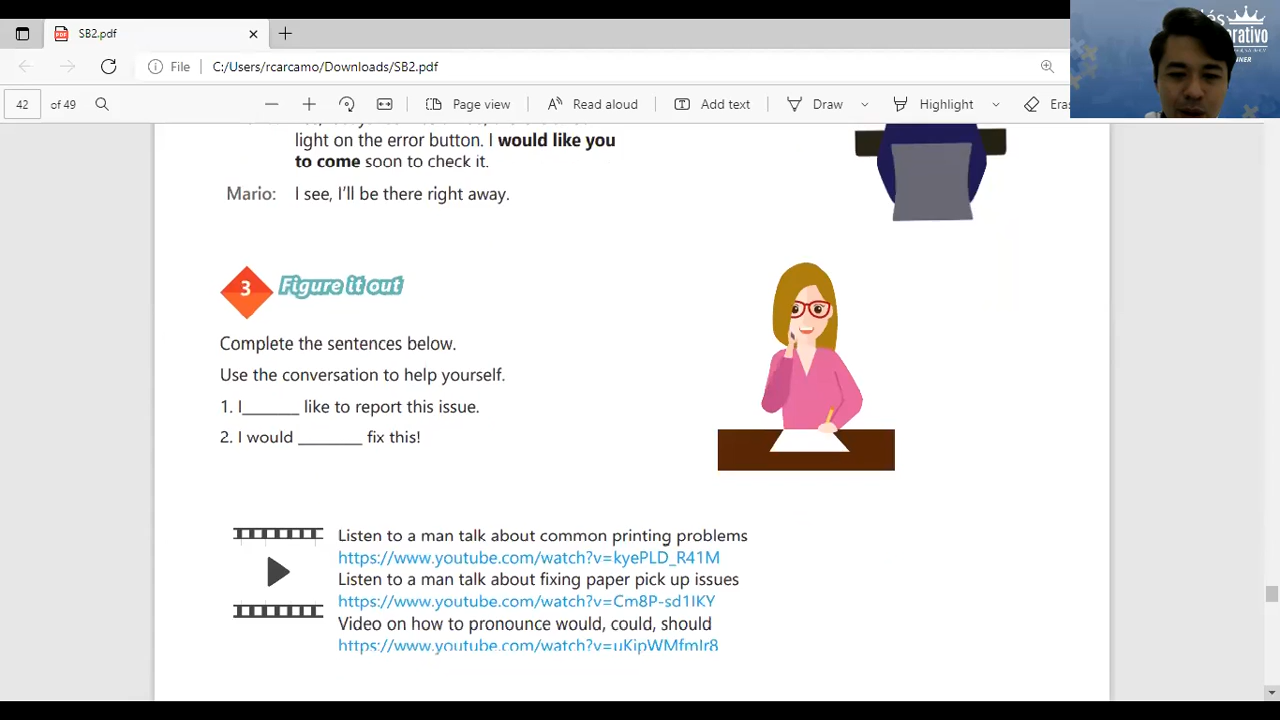 SB2.pdf
File C:/Users/rcarcamo/Downloads/SB2.pdf
42 of 49 Page view Read aloud Add text Draw Highlight
light on the error button. I would like you
to come soon to check it.
Mario: I see, I'll be there right away.
3 Figure it out
Complete the sentences below.
Use the conversation to help yourself.
1. I______ like to report this issue.
2. I would _______ fix this!
Listen to a man talk about common printing problems
https://www.youtube.com/watch?v=kyePLD_R41M
Listen to a man talk about fixing paper pick up issues
https://www.youtube.com/watch?v=Cm8P-sd1IKY
Video on how to pronounce would, could, should
https://www.youtube.com/watch?v=uKipWMfmIr8